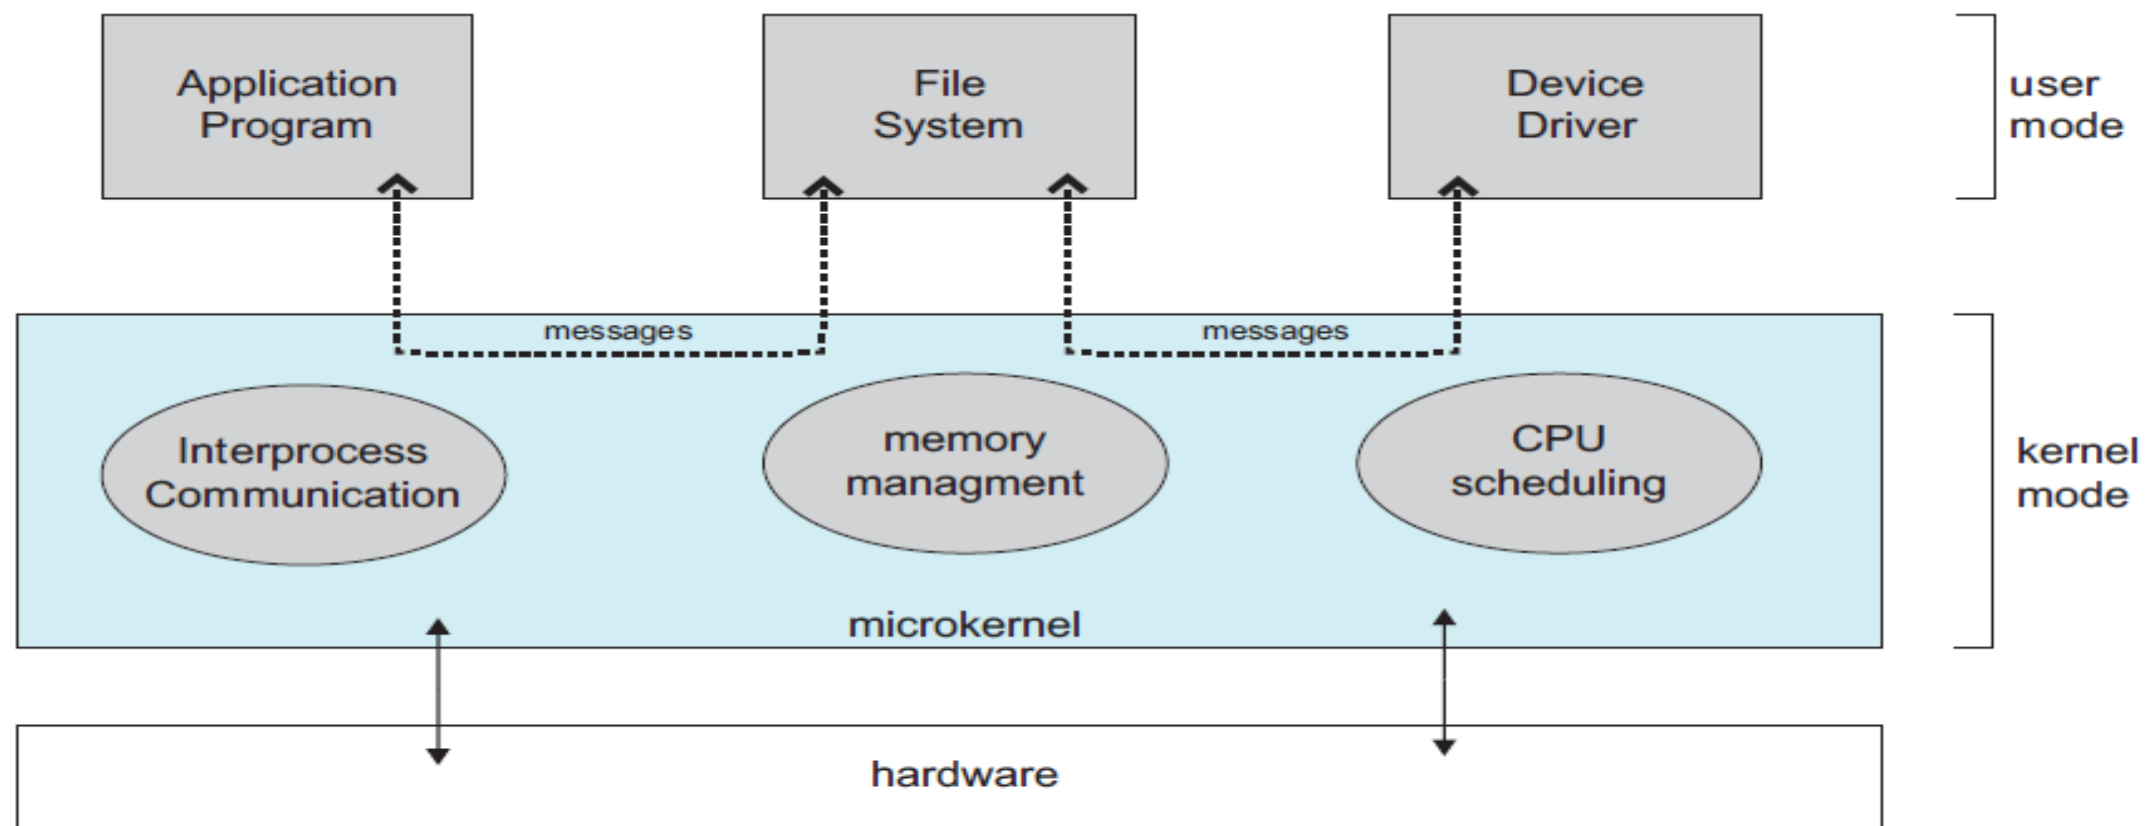 Application
Program
File
System
Device
Driver
user
mode
messages
messages
Interprocess
Communication
memory
managment
CPU
scheduling
kernel
mode
microkernel
hardware